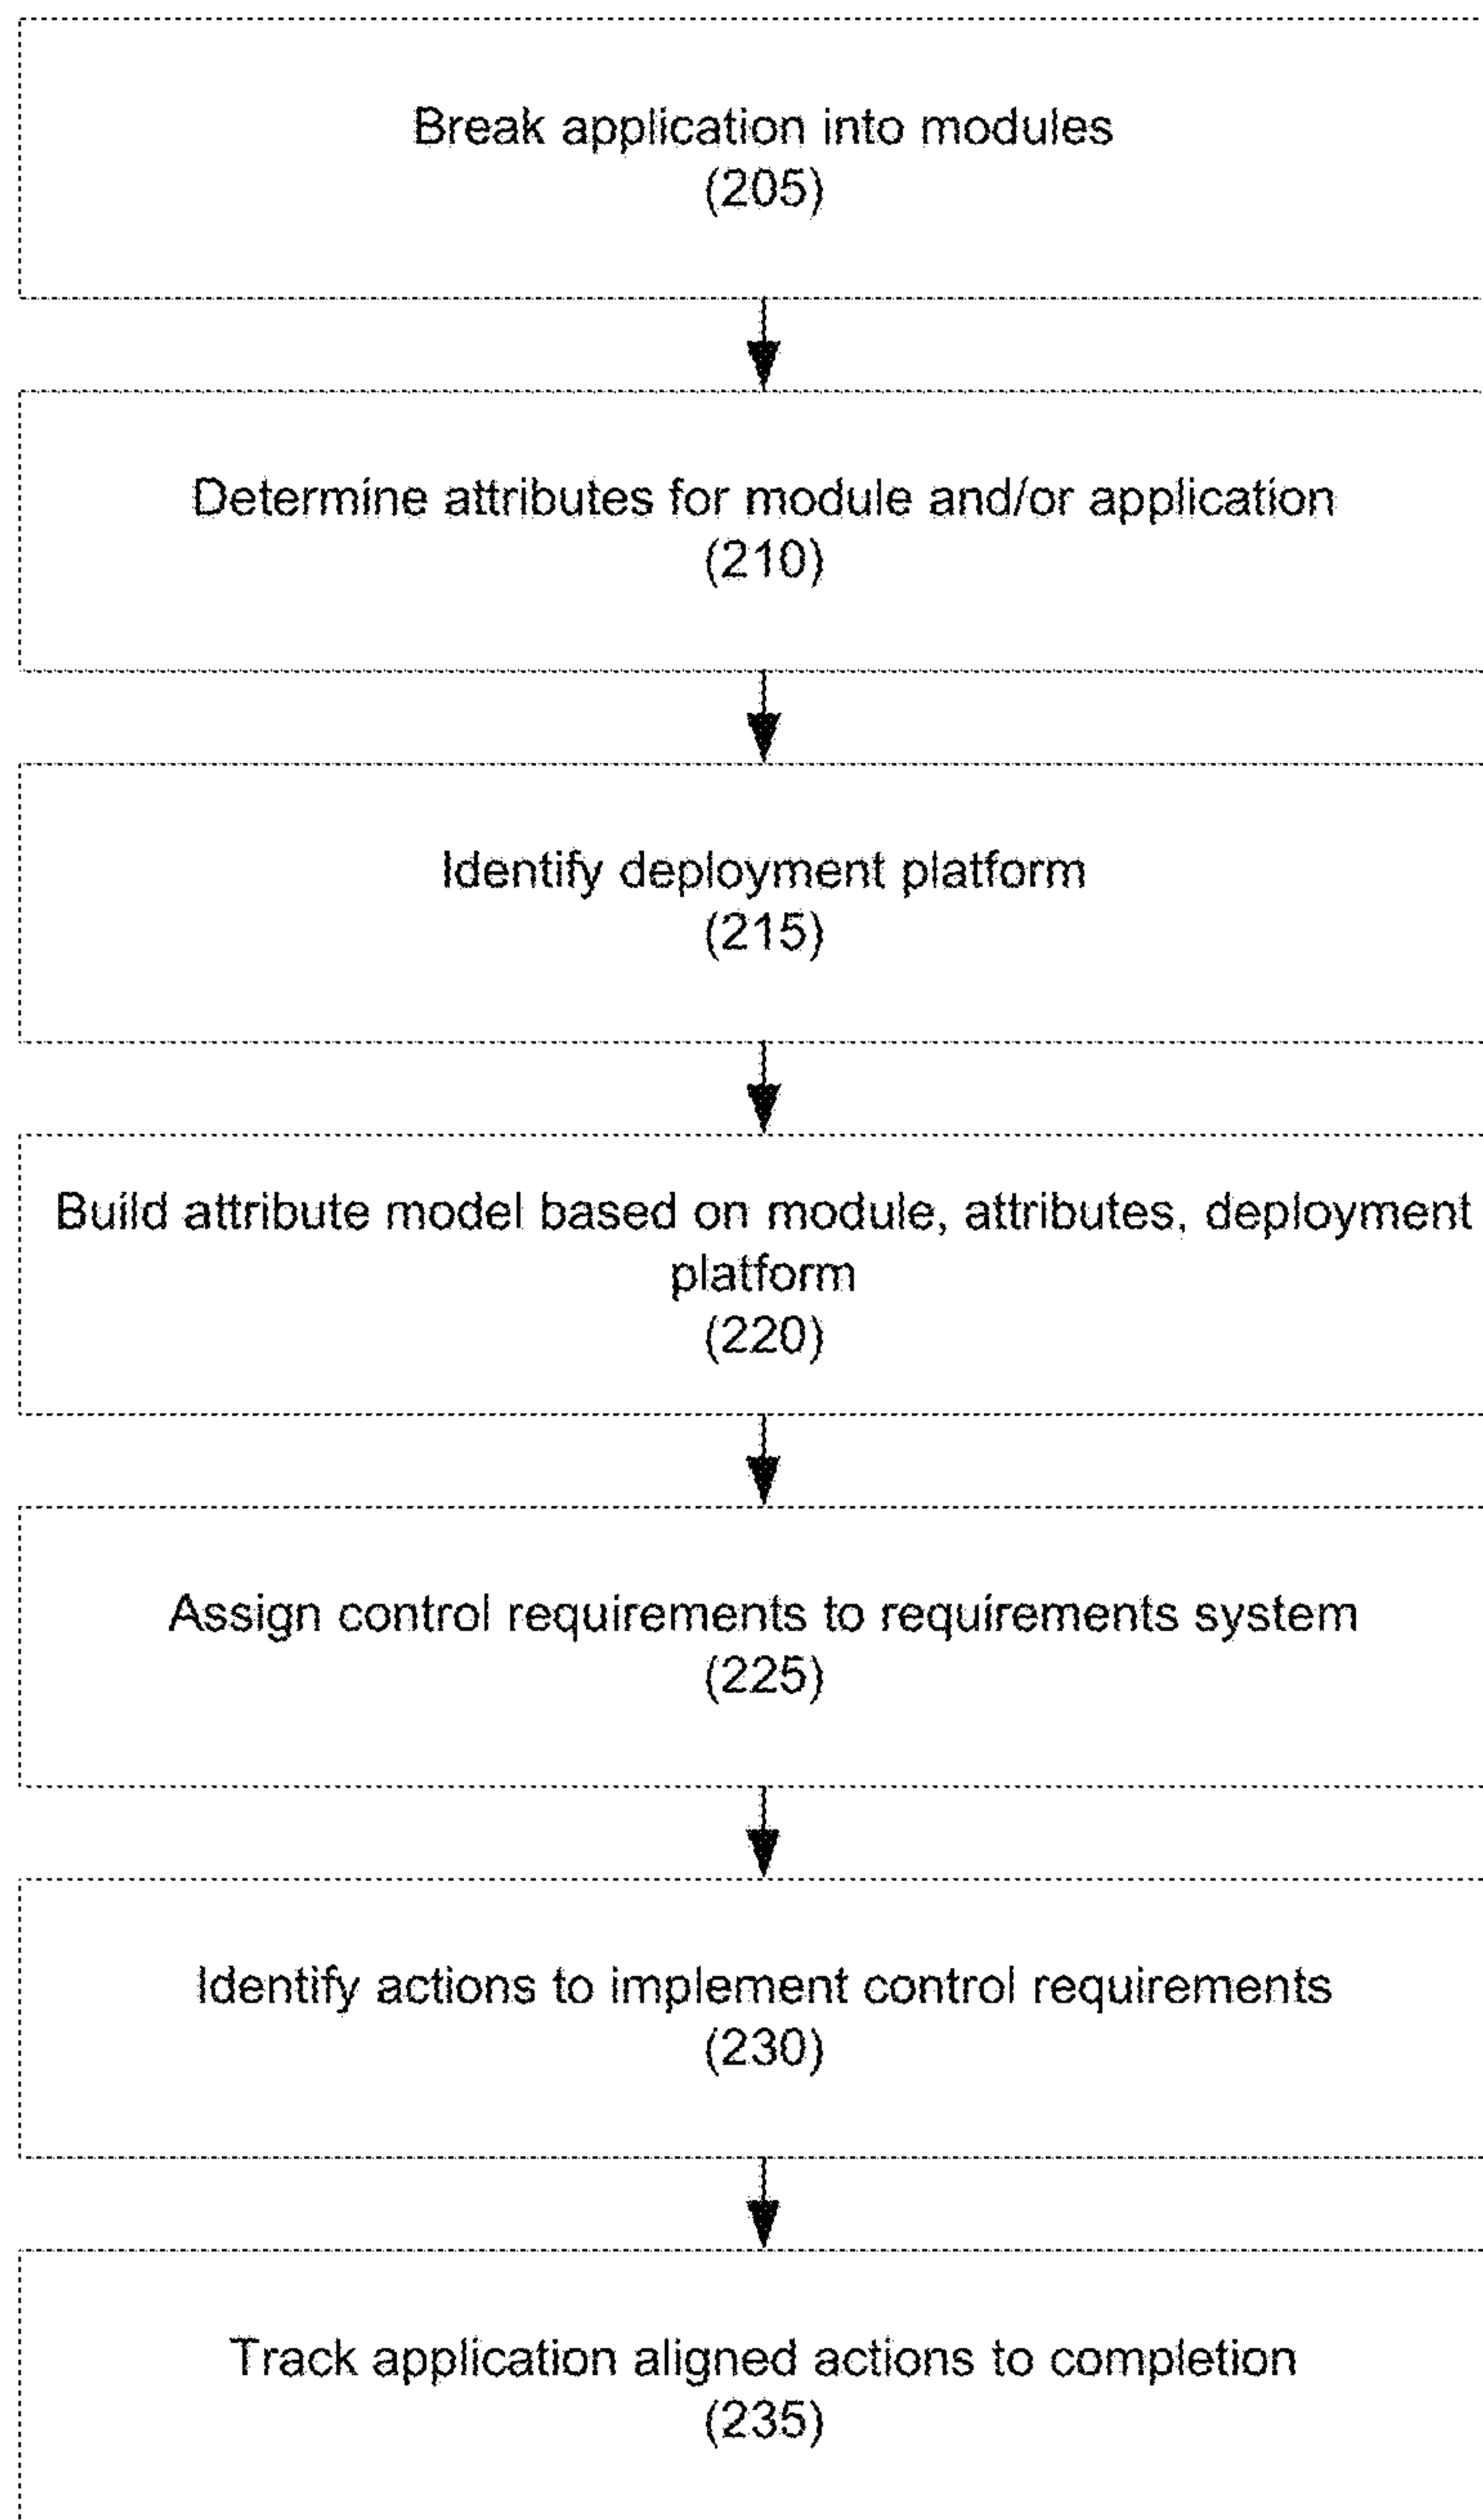 Break application into modules
(205)
Determine attributes for module and/or application
(210)
Identify deployment platform
(215)
Build attribute model based on module, attributes, deployment
platform
(220)
Assign control requirements to requirements system
(225)
Identify actions to implement control requirements
(230)
Track application aligned actions to completion
(235)